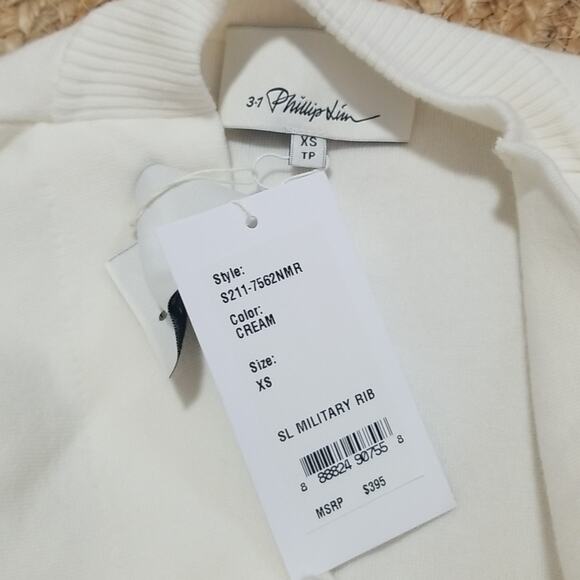 3.1 Phillip Lim
XS
TP
Style:
S211-7562NMR
Color:
CREAM
Size:
XS
SL MILITARY RIB
8 88824 90755 8
MSRP $395